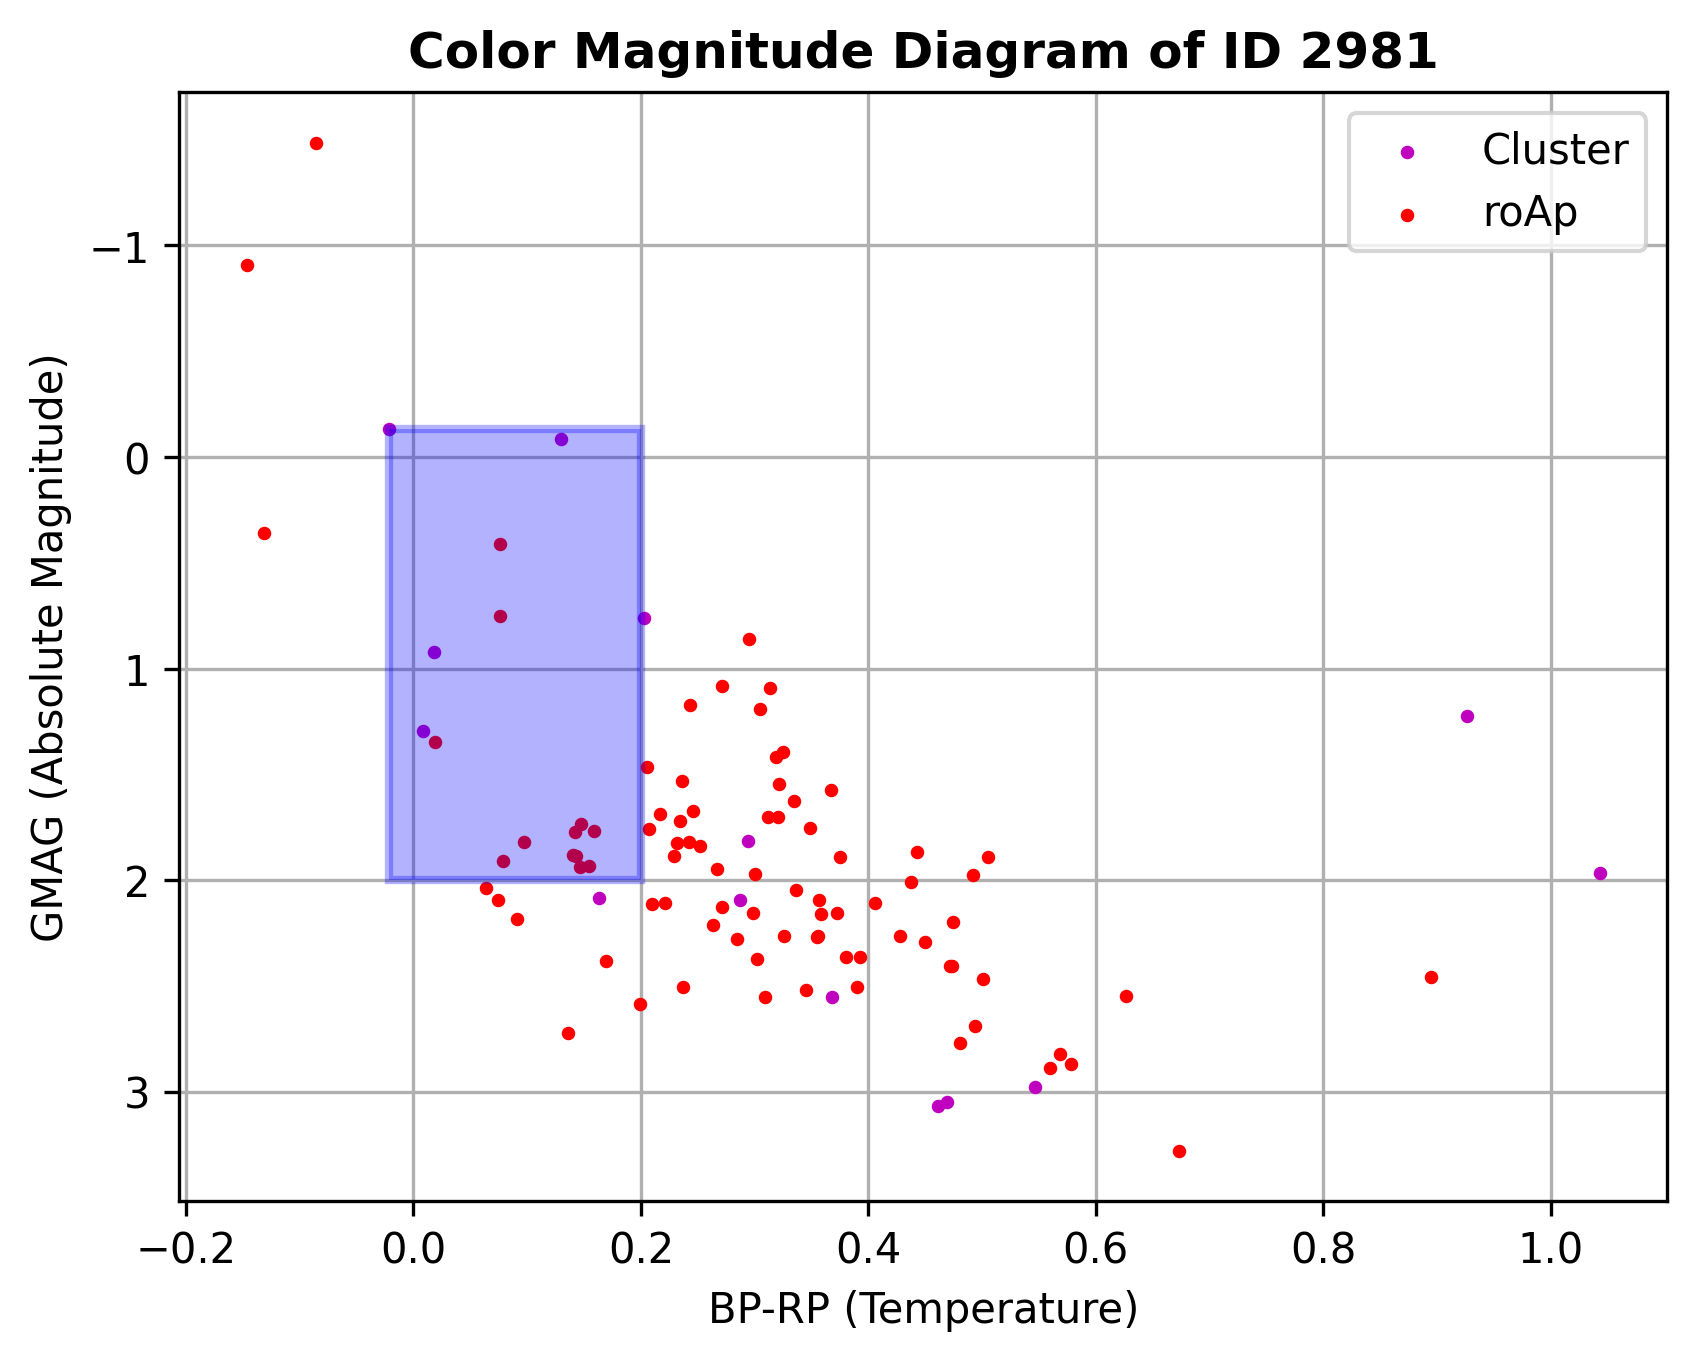 Color Magnitude Diagram of ID 2981
Cluster
roAp
GMAG (Absolute Magnitude)
−1
0
1
2
3
−0.2 0.0 0.2 0.4 0.6 0.8 1.0
BP-RP (Temperature)